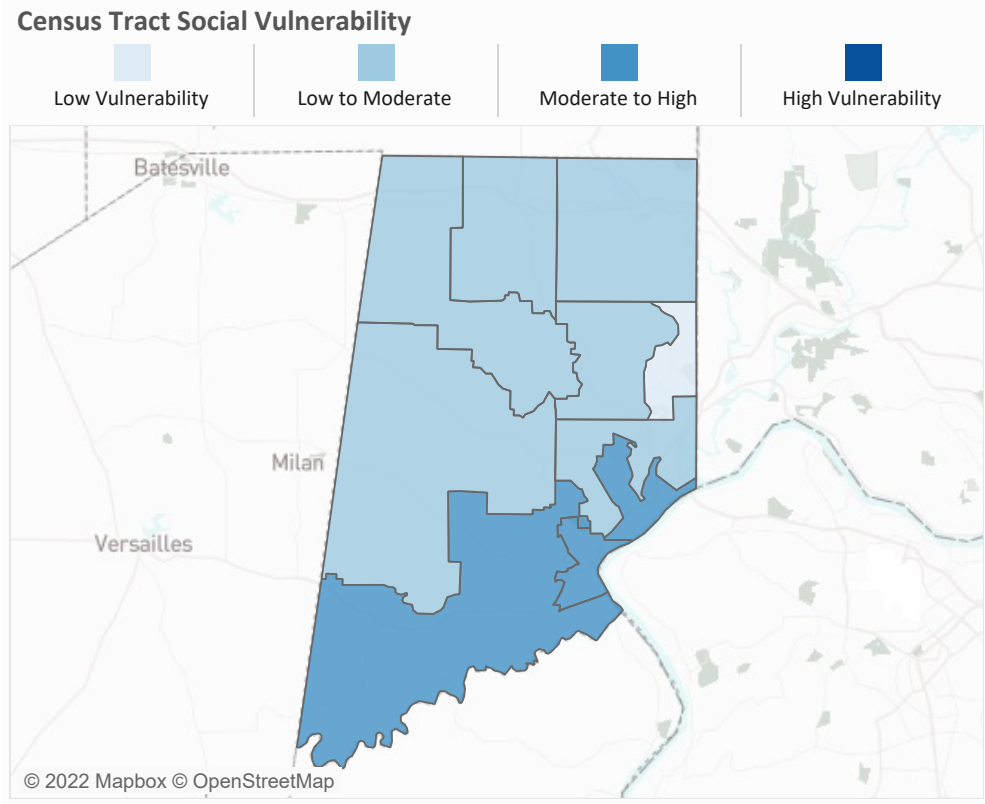 Census Tract Social Vulnerability
Low Vulnerability
Low to Moderate
Moderate to High
High Vulnerability
Batesville
Milan
Versailles
© 2022 Mapbox © OpenStreetMap